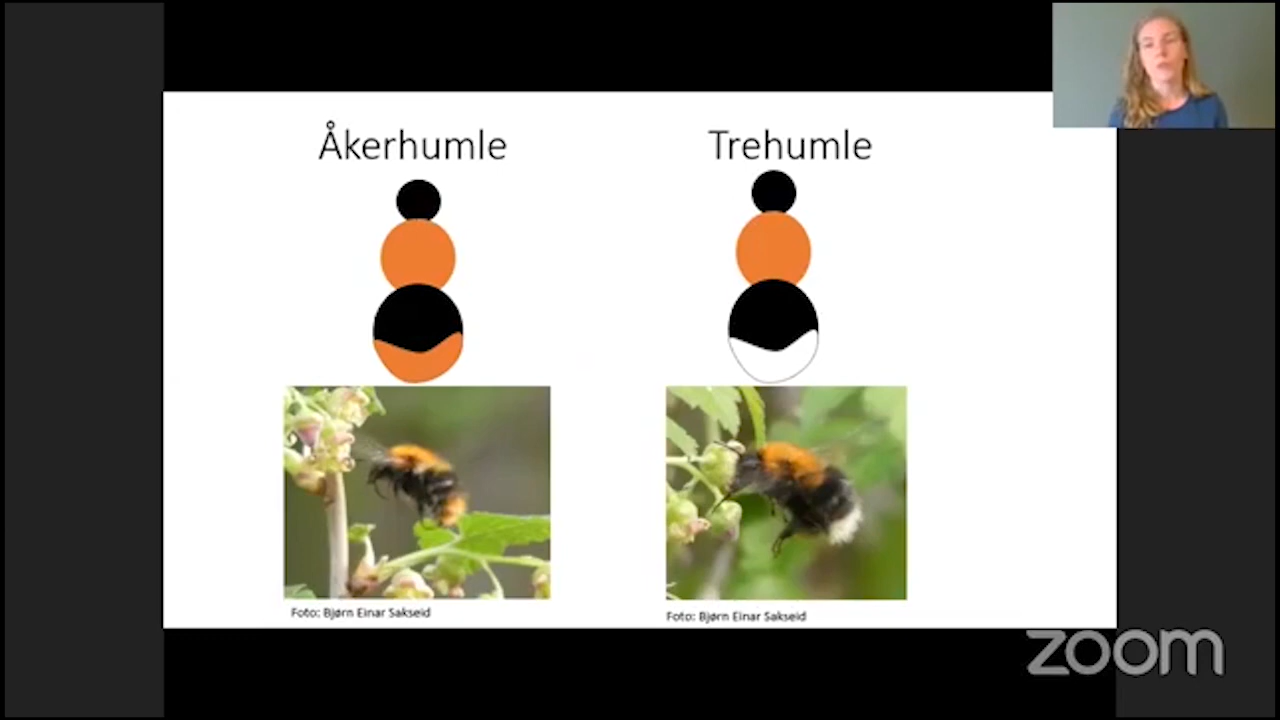 Åkerhumle
Trehumle
Foto: Bjørn Einar Sakseid
Foto: Bjørn Einar Sakseid
zoom